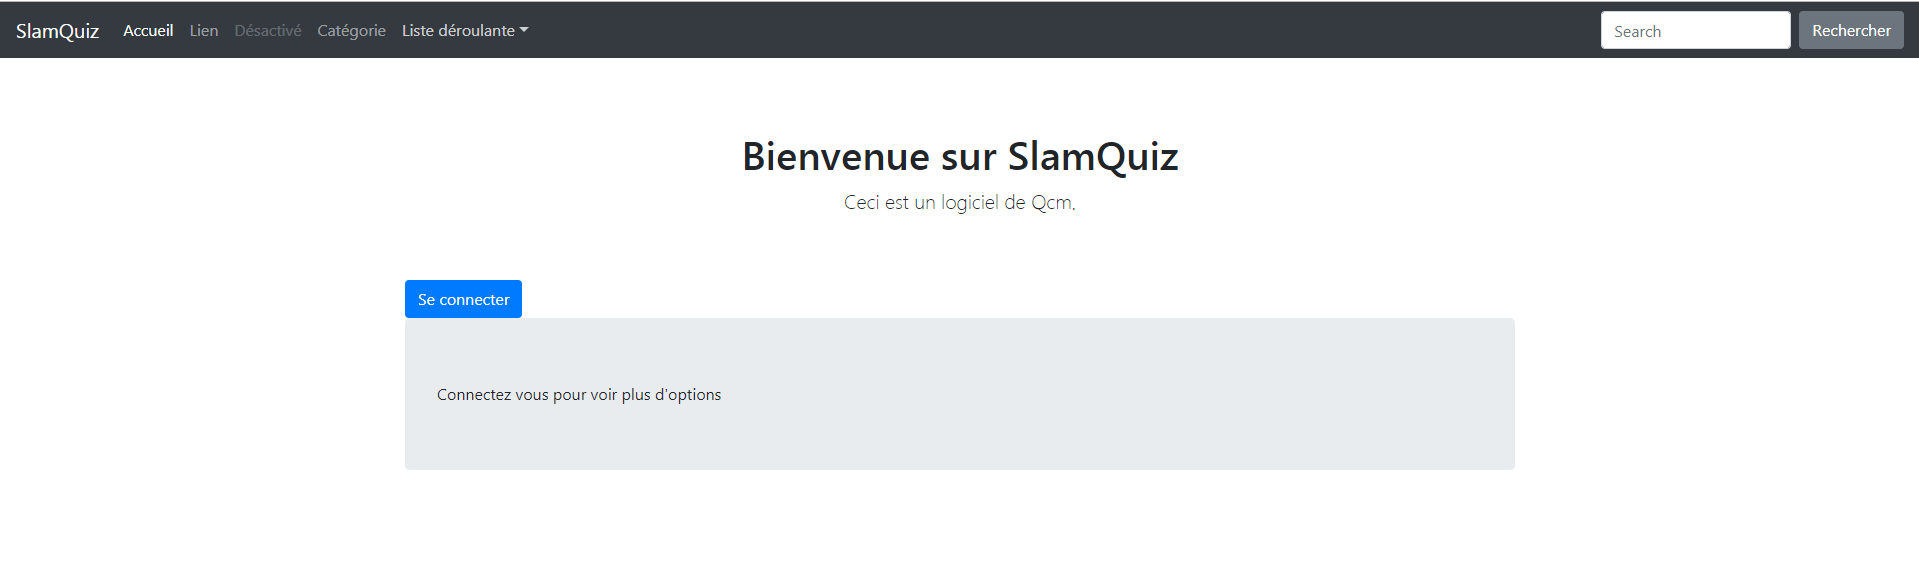 SlamQuiz Accueil Lien Désactivé Catégorie Liste déroulante Search Rechercher
Bienvenue sur SlamQuiz
Ceci est un logiciel de Qcm.
Se connecter
Connectez vous pour voir plus d'options